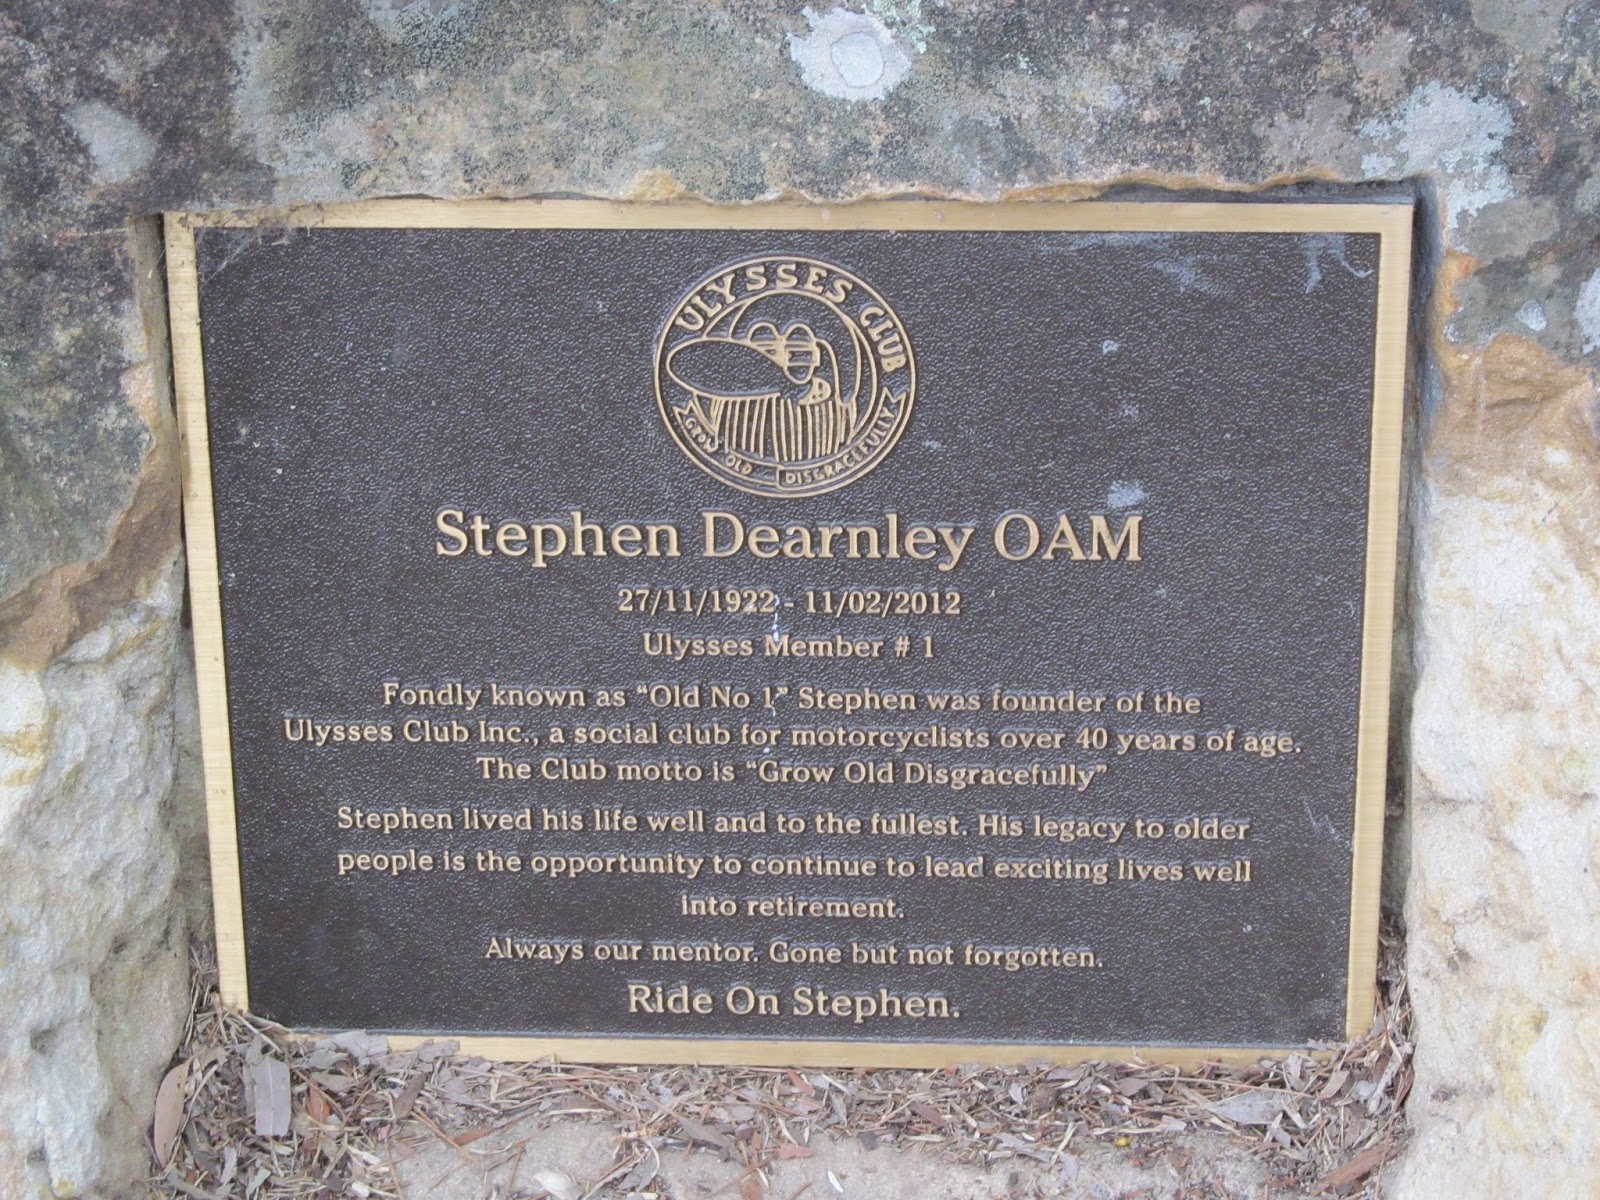 ULYSSES CLUB
GROW OLD DISGRACEFULLY
Stephen Dearnley OAM
27/11/1922 - 11/02/2012
Ulysses Member # 1
Fondly known as "Old No 1" Stephen was founder of the
Ulysses Club Inc., a social club for motorcyclists over 40 years of age.
The Club motto is "Grow Old Disgracefully"
Stephen lived his life well and to the fullest. His legacy to older
people is the opportunity to continue to lead exciting lives well
into retirement.
Always our mentor. Gone but not forgotten.
Ride On Stephen.